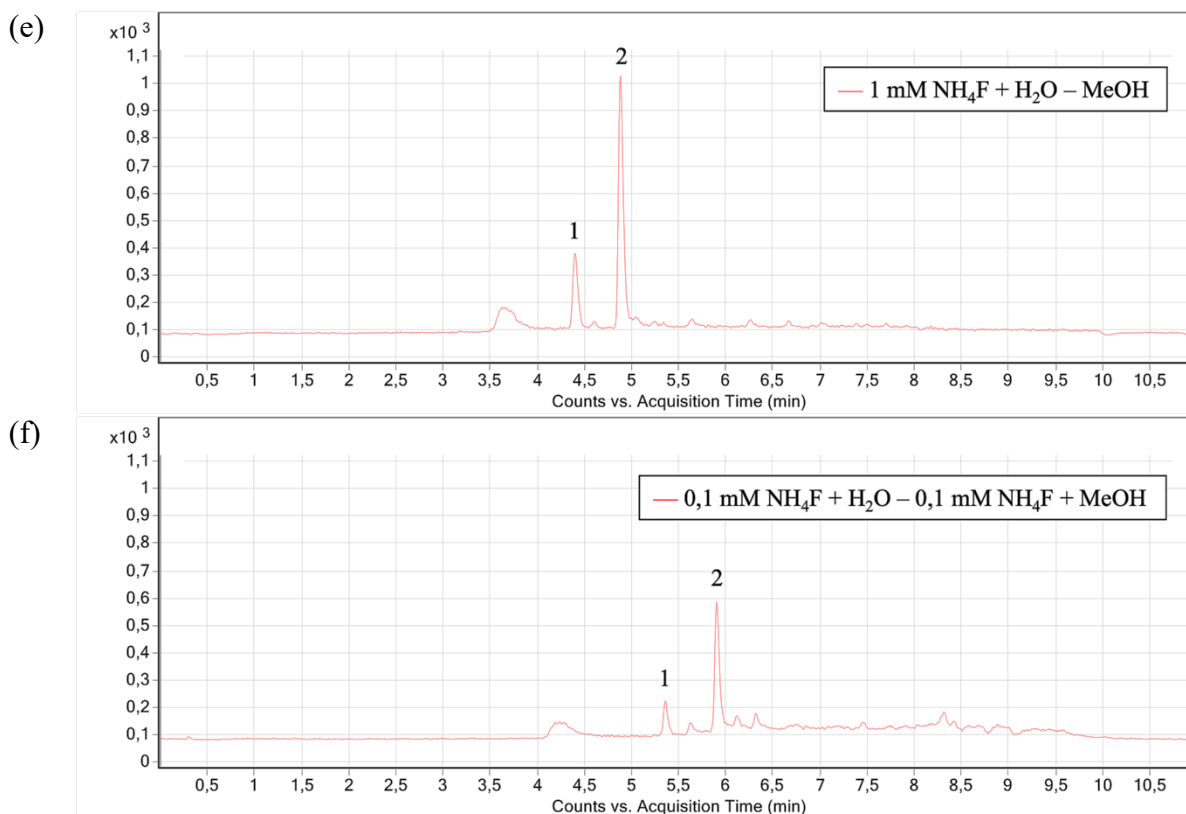 (e)
x10 3
1,1
1
0,9
0,8
0,7
0,6
0,5
0,4
0,3
0,2
0,1
0
1
2
1 mM NH₄F + H₂O – MeOH
0,5 1 1,5 2 2,5 3 3,5 4 4,5 5 5,5 6 6,5 7 7,5 8 8,5 9 9,5 10 10,5
Counts vs. Acquisition Time (min)
(f)
x10 3
1,1
1
0,9
0,8
0,7
0,6
0,5
0,4
0,3
0,2
0,1
0
1
2
0,1 mM NH₄F + H₂O – 0,1 mM NH₄F + MeOH
0,5 1 1,5 2 2,5 3 3,5 4 4,5 5 5,5 6 6,5 7 7,5 8 8,5 9 9,5 10 10,5
Counts vs. Acquisition Time (min)